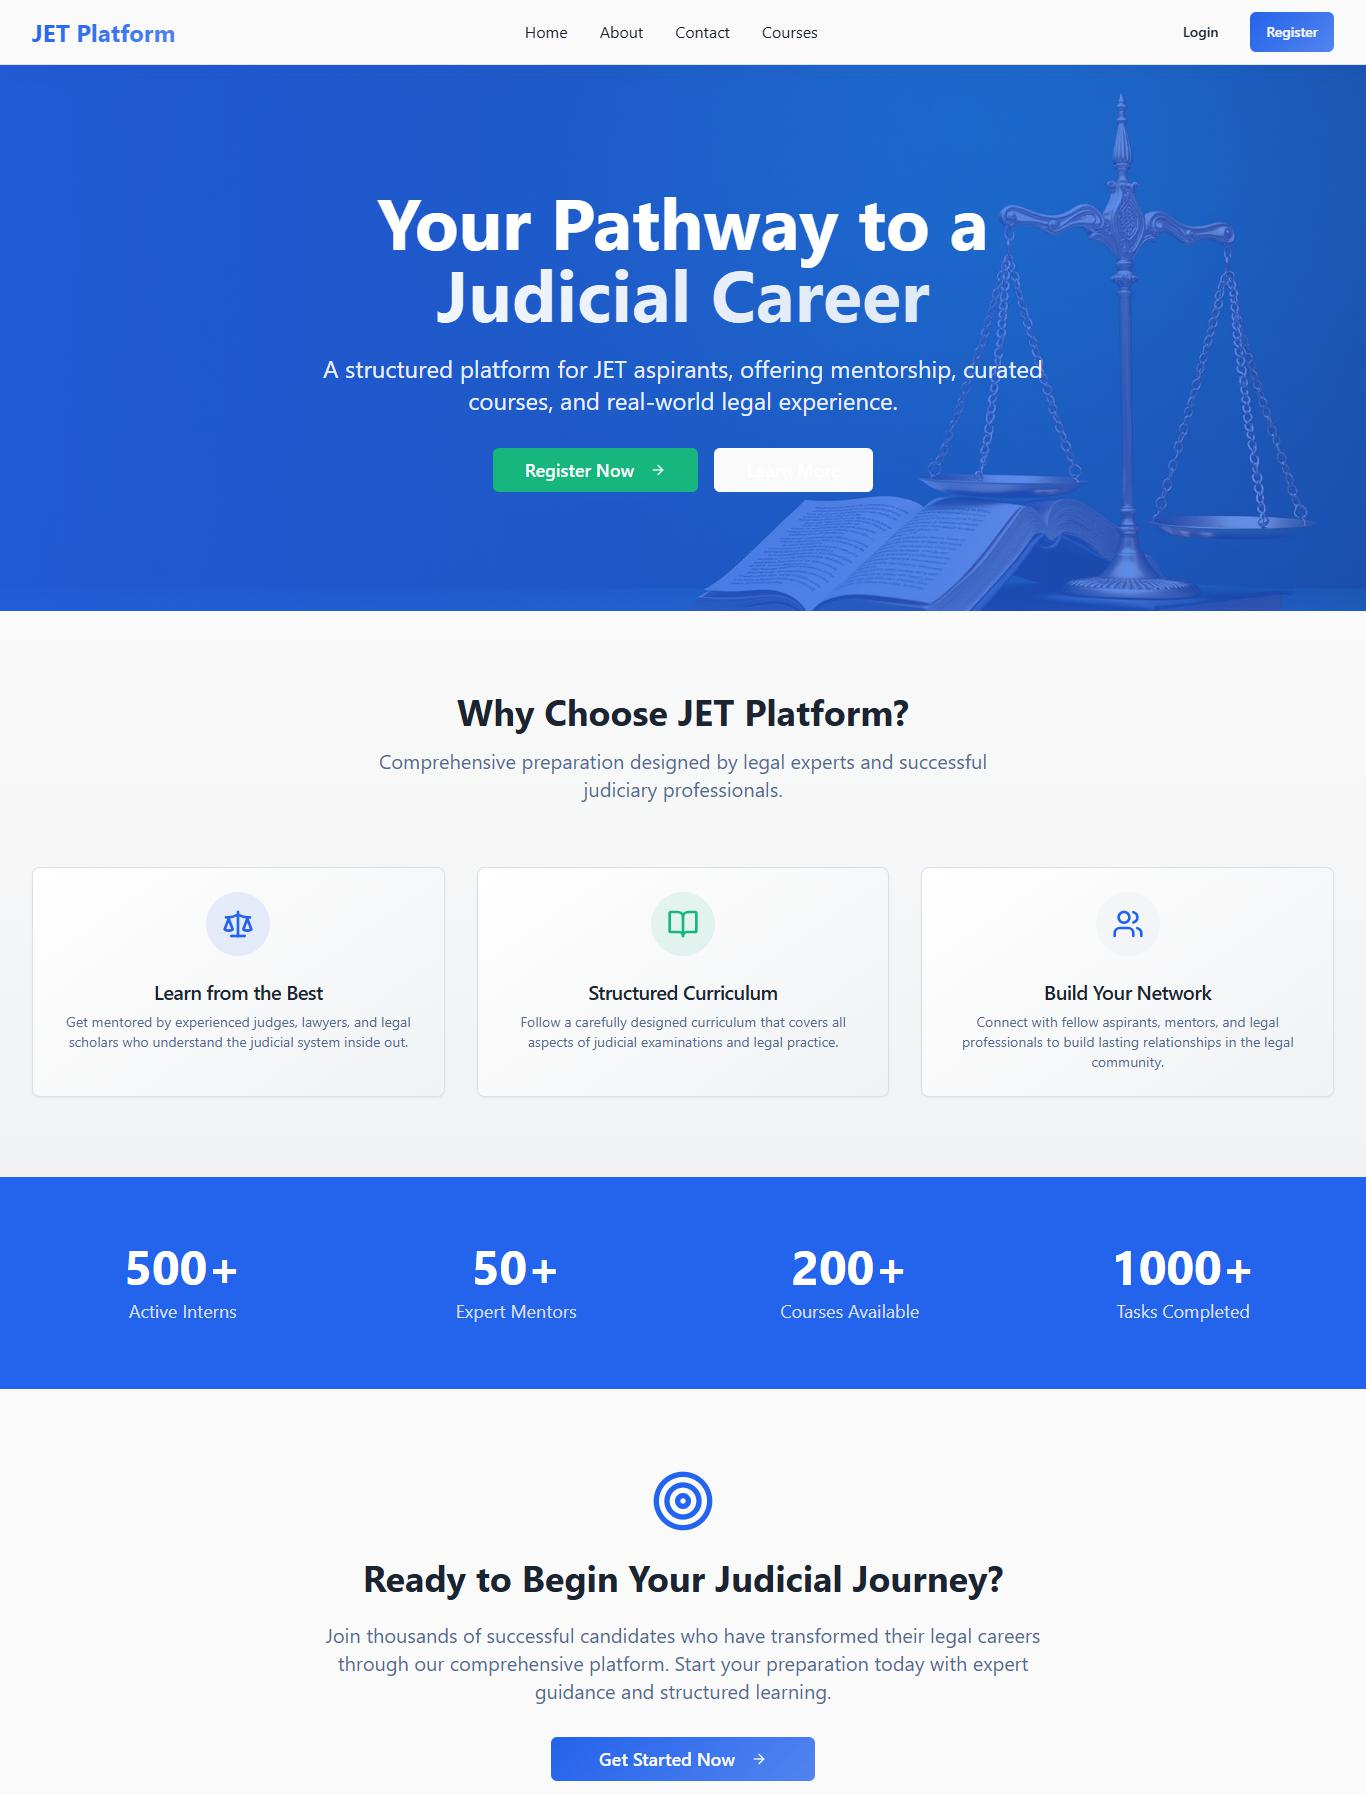 JET Platform
Home About Contact Courses
Login Register
Your Pathway to a
Judicial Career
A structured platform for JET aspirants, offering mentorship, curated
courses, and real-world legal experience.
Register Now → Learn More
Why Choose JET Platform?
Comprehensive preparation designed by legal experts and successful
judiciary professionals.
Learn from the Best
Get mentored by experienced judges, lawyers, and legal
scholars who understand the judicial system inside out.
Structured Curriculum
Follow a carefully designed curriculum that covers all
aspects of judicial examinations and legal practice.
Build Your Network
Connect with fellow aspirants, mentors, and legal
professionals to build lasting relationships in the legal
community.
500+
Active Interns
50+
Expert Mentors
200+
Courses Available
1000+
Tasks Completed
Ready to Begin Your Judicial Journey?
Join thousands of successful candidates who have transformed their legal careers
through our comprehensive platform. Start your preparation today with expert
guidance and structured learning.
Get Started Now →